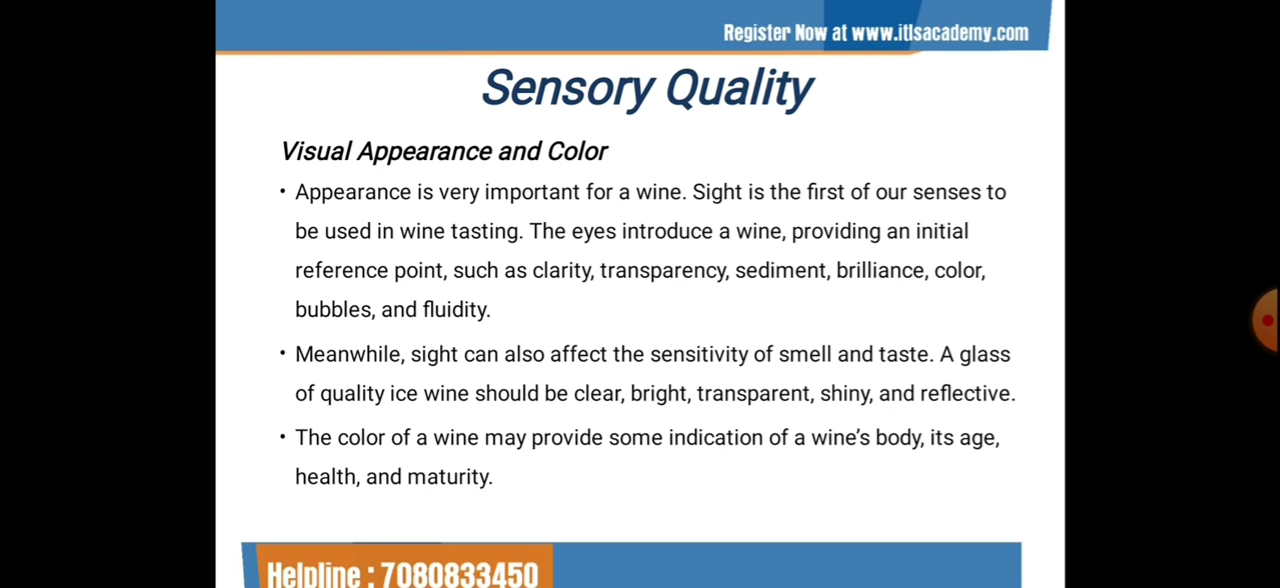 Register Now at www.itlsacademy.com
Sensory Quality
Visual Appearance and Color
• Appearance is very important for a wine. Sight is the first of our senses to
be used in wine tasting. The eyes introduce a wine, providing an initial
reference point, such as clarity, transparency, sediment, brilliance, color,
bubbles, and fluidity.
• Meanwhile, sight can also affect the sensitivity of smell and taste. A glass
of quality ice wine should be clear, bright, transparent, shiny, and reflective.
• The color of a wine may provide some indication of a wine's body, its age,
health, and maturity.
Helpline : 7080833450